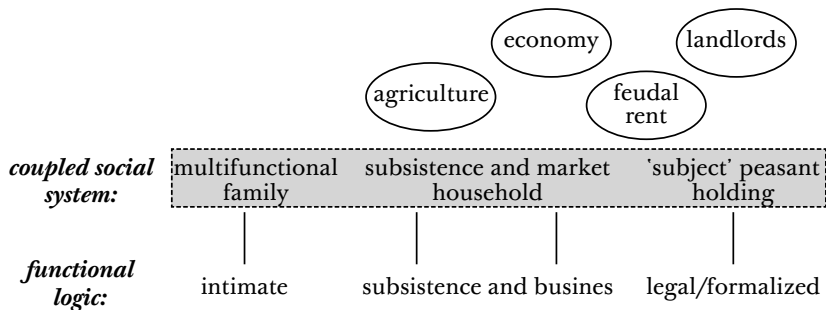 economy
landlords
agriculture
feudal
rent
coupled social
system:
multifunctional
family
subsistence and market
household
'subject' peasant
holding
functional
logic:
intimate
subsistence and busines
legal/formalized